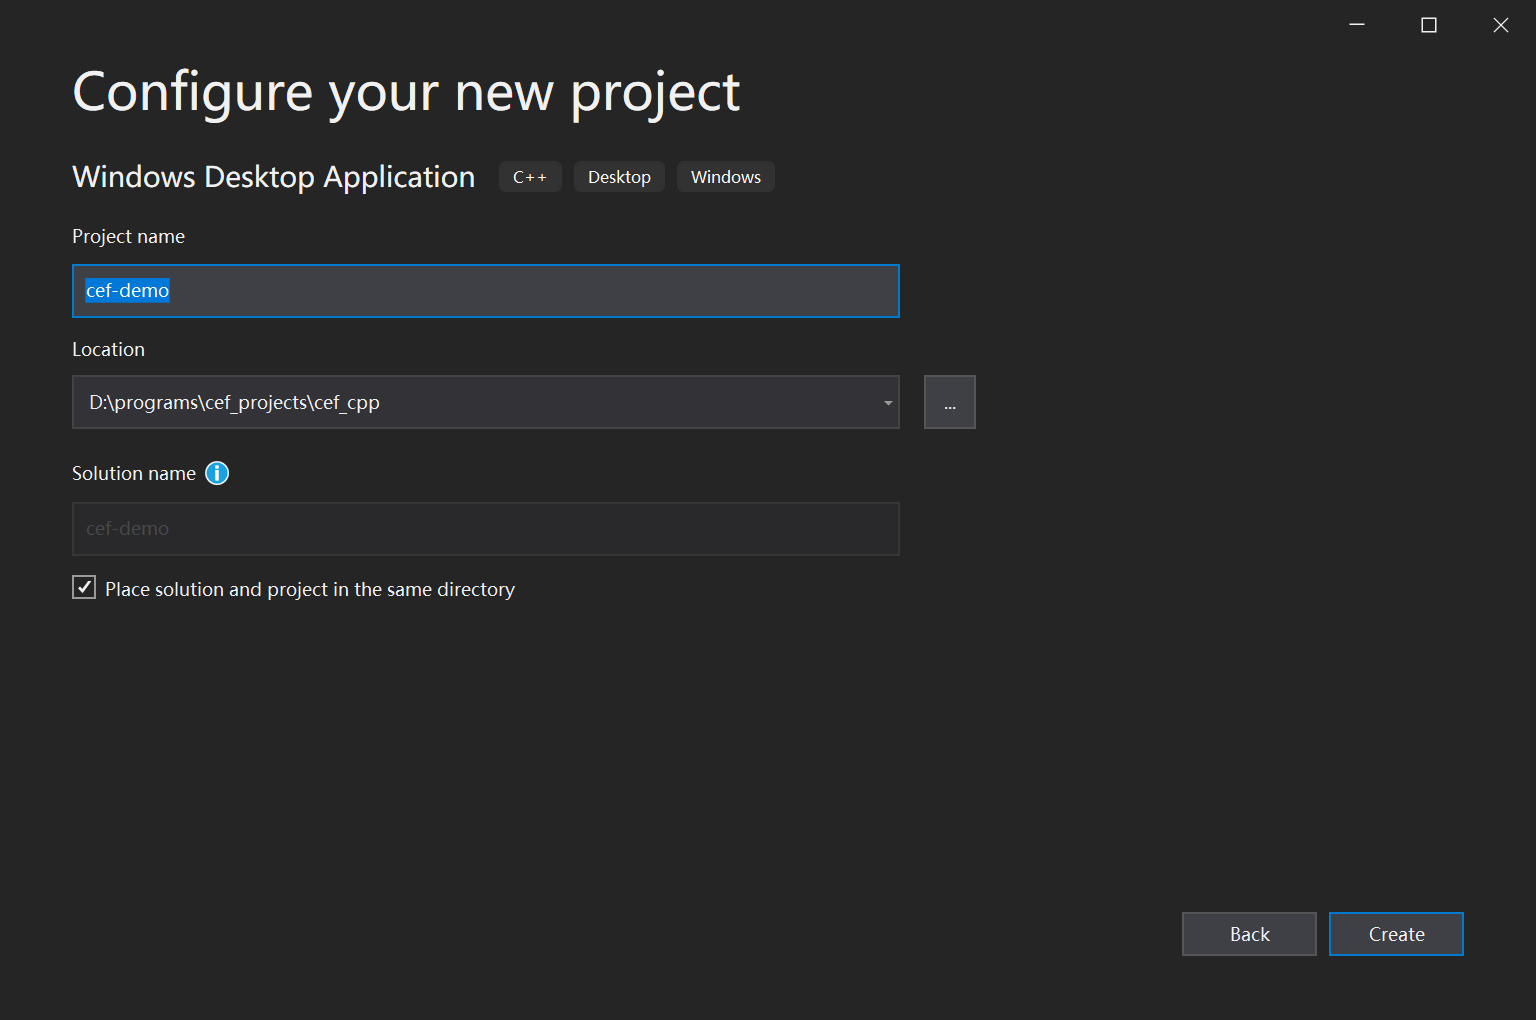 Configure your new project
Windows Desktop Application C++ Desktop Windows
Project name
cef-demo
Location
D:\programs\cef_projects\cef_cpp ...
Solution name
cef-demo
Place solution and project in the same directory
Back Create